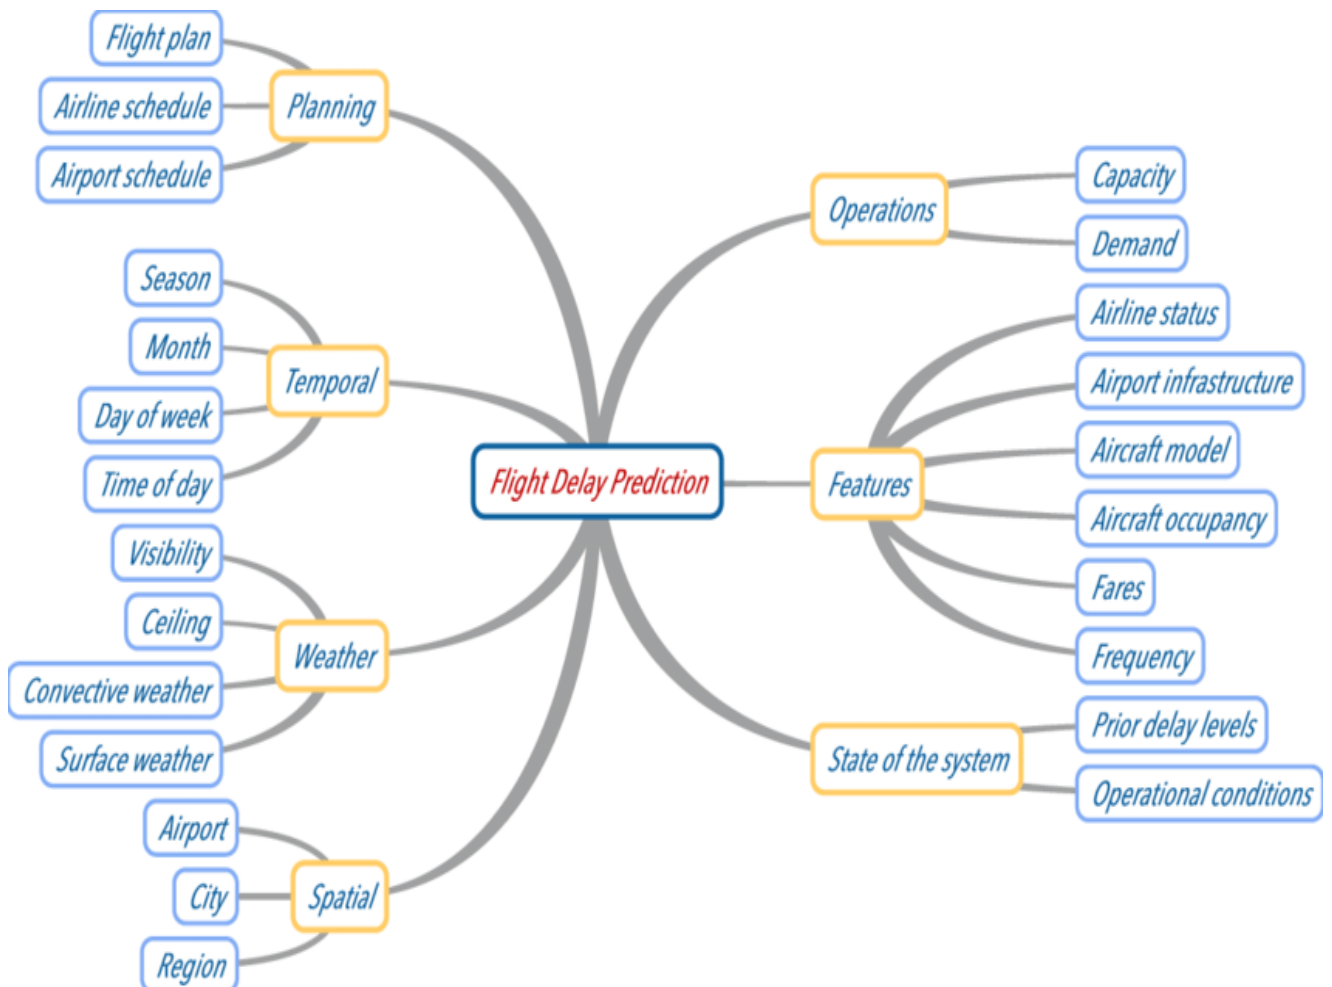 Flight plan
Airline schedule
Airport schedule
Planning
Season
Month
Day of week
Time of day
Temporal
Visibility
Ceiling
Convective weather
Surface weather
Weather
Airport
City
Region
Spatial
Flight Delay Prediction
Operations
Capacity
Demand
Features
Airline status
Airport infrastructure
Aircraft model
Aircraft occupancy
Fares
Frequency
State of the system
Prior delay levels
Operational conditions